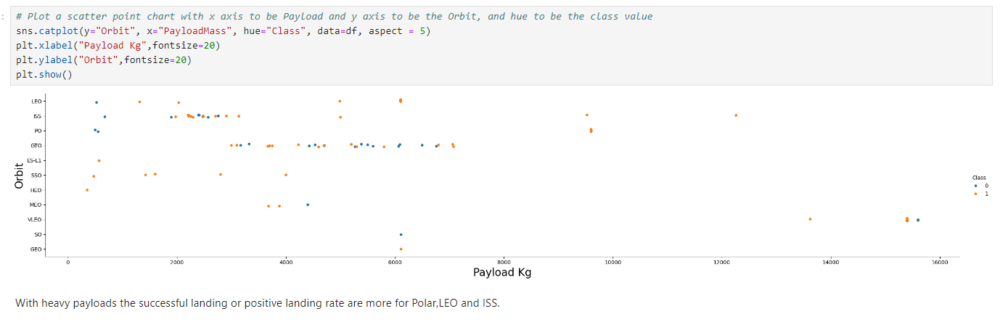 :
# Plot a scatter point chart with x axis to be Payload and y axis to be the Orbit, and hue to be the class value
sns.catplot(y="Orbit", x="PayloadMass", hue="Class", data=df, aspect = 5)
plt.xlabel("Payload Kg",fontsize=20)
plt.ylabel("Orbit",fontsize=20)
plt.show()
LEO
ISS
PO
GTO
ES-L1
SSO
HEO
MEO
VLEO
SO
GEO
Orbit
Class
0
1
0
2000
4000
6000
8000
10000
12000
14000
16000
Payload Kg
With heavy payloads the successful landing or positive landing rate are more for Polar,LEO and ISS.